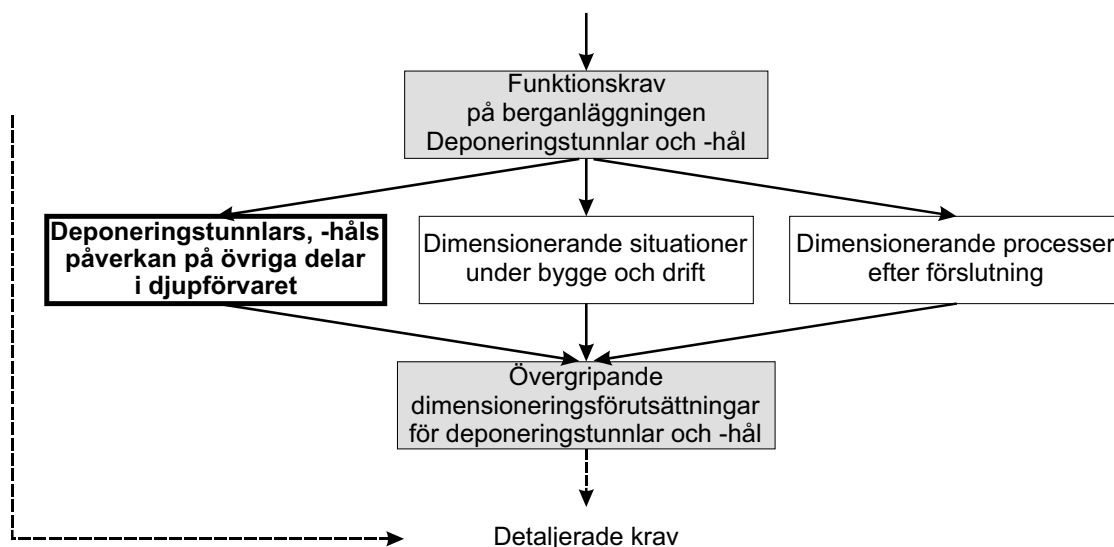 Funktionskrav
på berganläggningen
Deponeringstunnlar och -hål
Deponeringstunnlars, -håls
påverkan på övriga delar
i djupförvaret
Dimensionerande situationer
under bygge och drift
Dimensionerande processer
efter förslutning
Övergripande
dimensioneringsförutsättningar
för deponeringstunnlar och -hål
Detaljerade krav